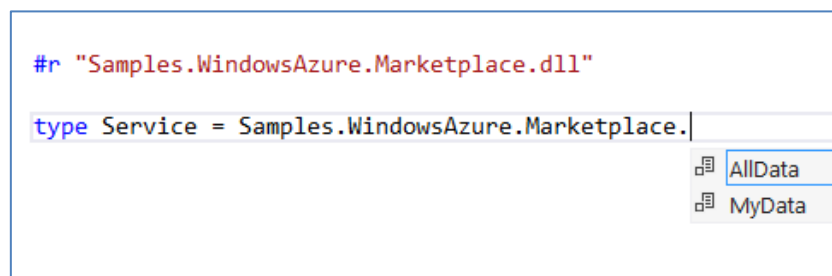 #r "Samples.WindowsAzure.Marketplace.dll"
type Service = Samples.WindowsAzure.Marketplace.
AllData
MyData